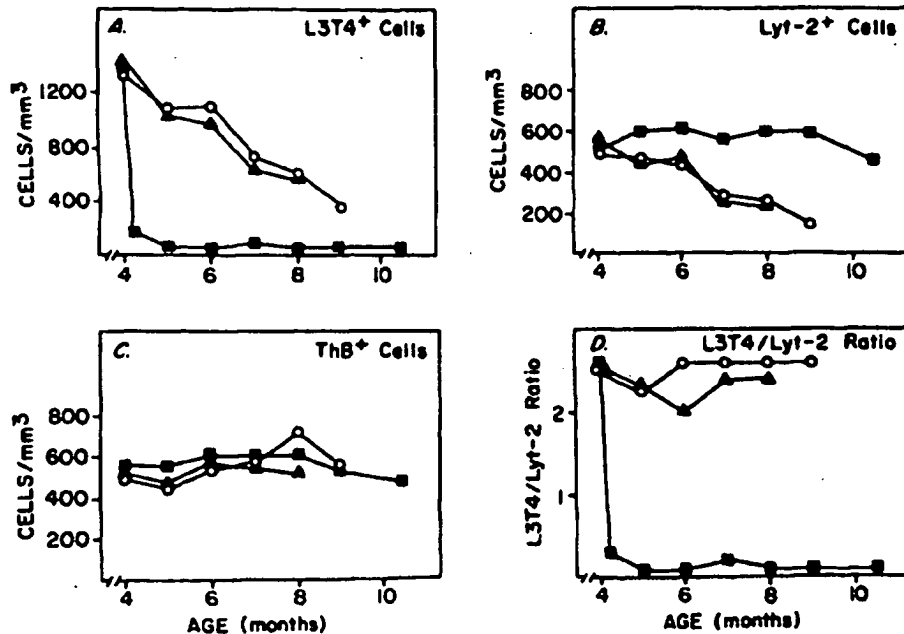 A. L3T4+ Cells
CELLS/mm³
1200
800
400
4 6 8 10
B. Lyt-2+ Cells
CELLS/mm³
800
600
400
200
4 6 8 10
C. ThB+ Cells
CELLS/mm³
800
600
400
200
4 6 8 10
AGE (months)
D. L3T4/Lyt-2 Ratio
L3T4/Lyt-2 Ratio
2
1
4 6 8 10
AGE (months)